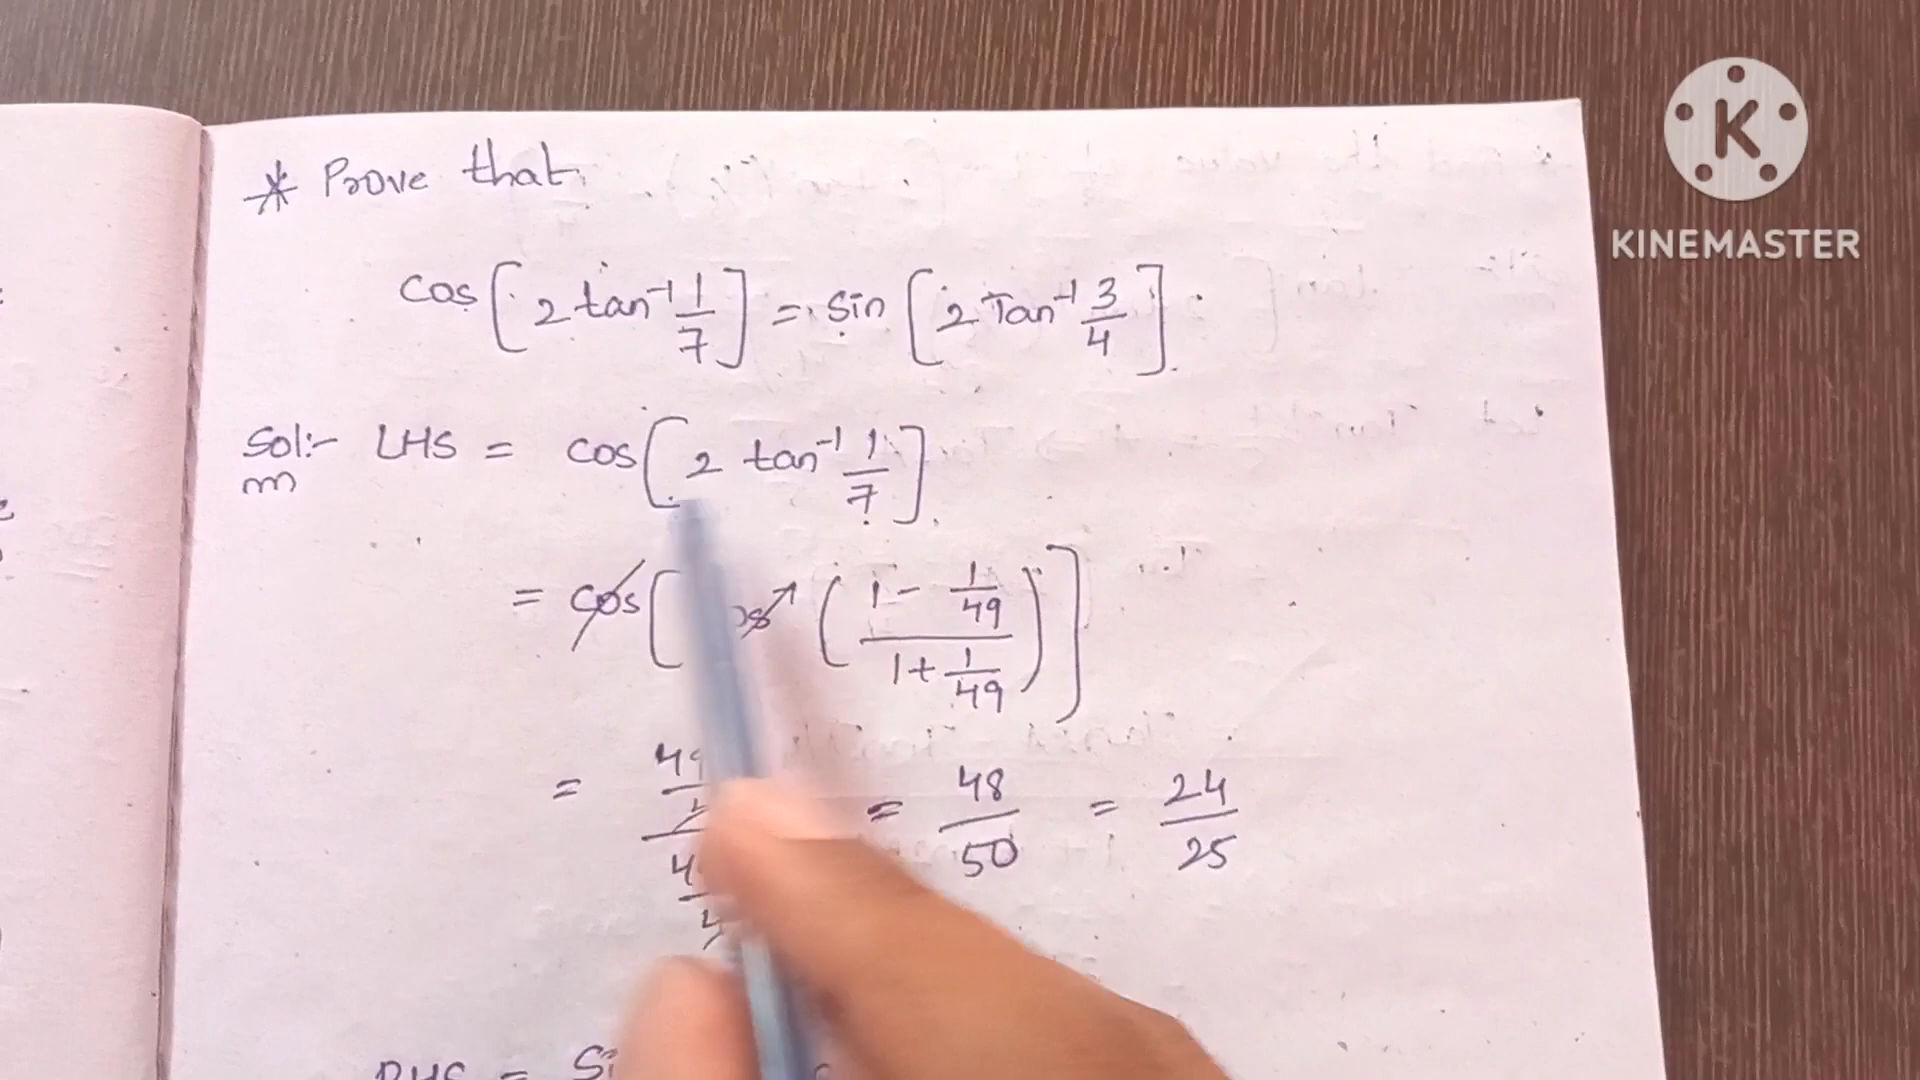 * Prove that
cos[2 tan⁻¹ 1/7] = sin[2 Tan⁻¹ 3/4].
Sol:- LHS = cos[2 tan⁻¹ 1/7]
= cos[ ((1 - 1/49)/(1 + 1/49))]
= = 48/50 = 24/25
RHS =
K
KINEMASTER